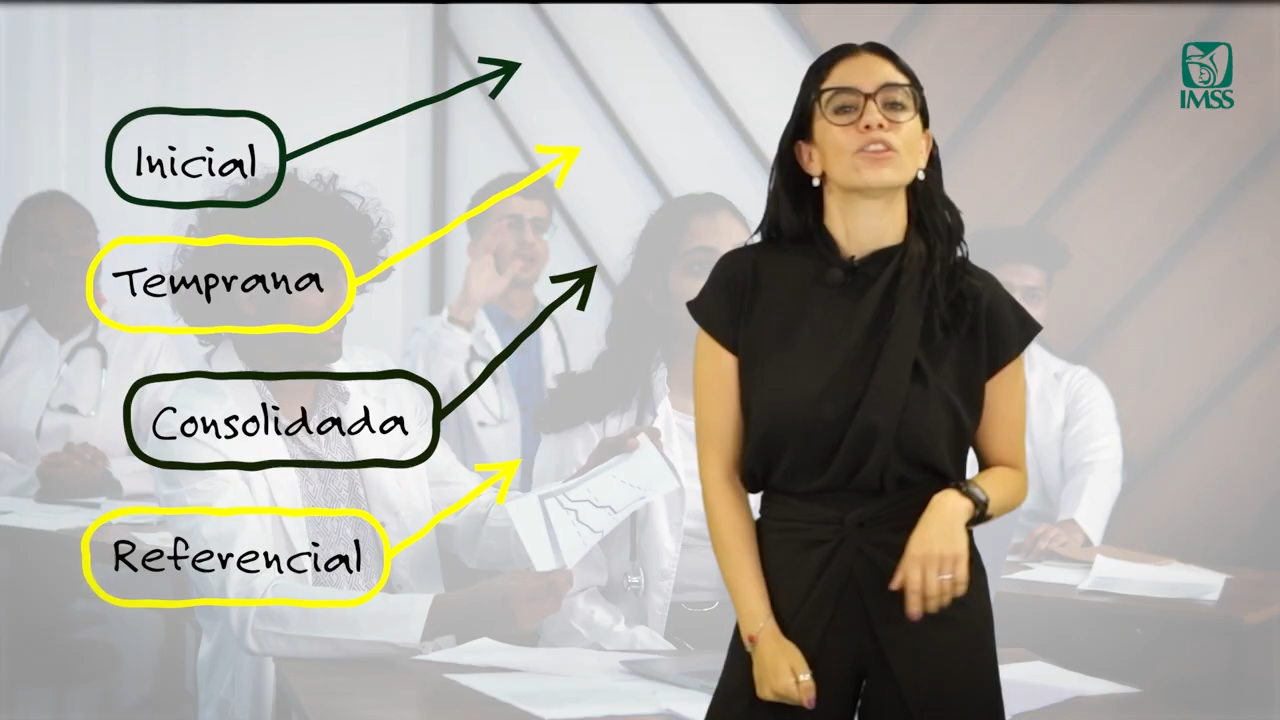 IMSS
Inicial
Temprana
Consolidada
Referencial